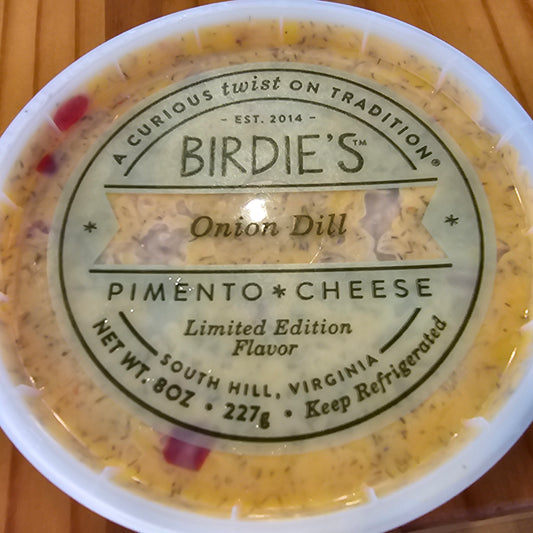 A CURIOUS twist ON TRADITION®
- EST. 2014 -
BIRDIE'S™
* Onion Dill *
PIMENTO * CHEESE
Limited Edition
Flavor
SOUTH HILL, VIRGINIA
NET WT. 8OZ • 227g • Keep Refrigerated